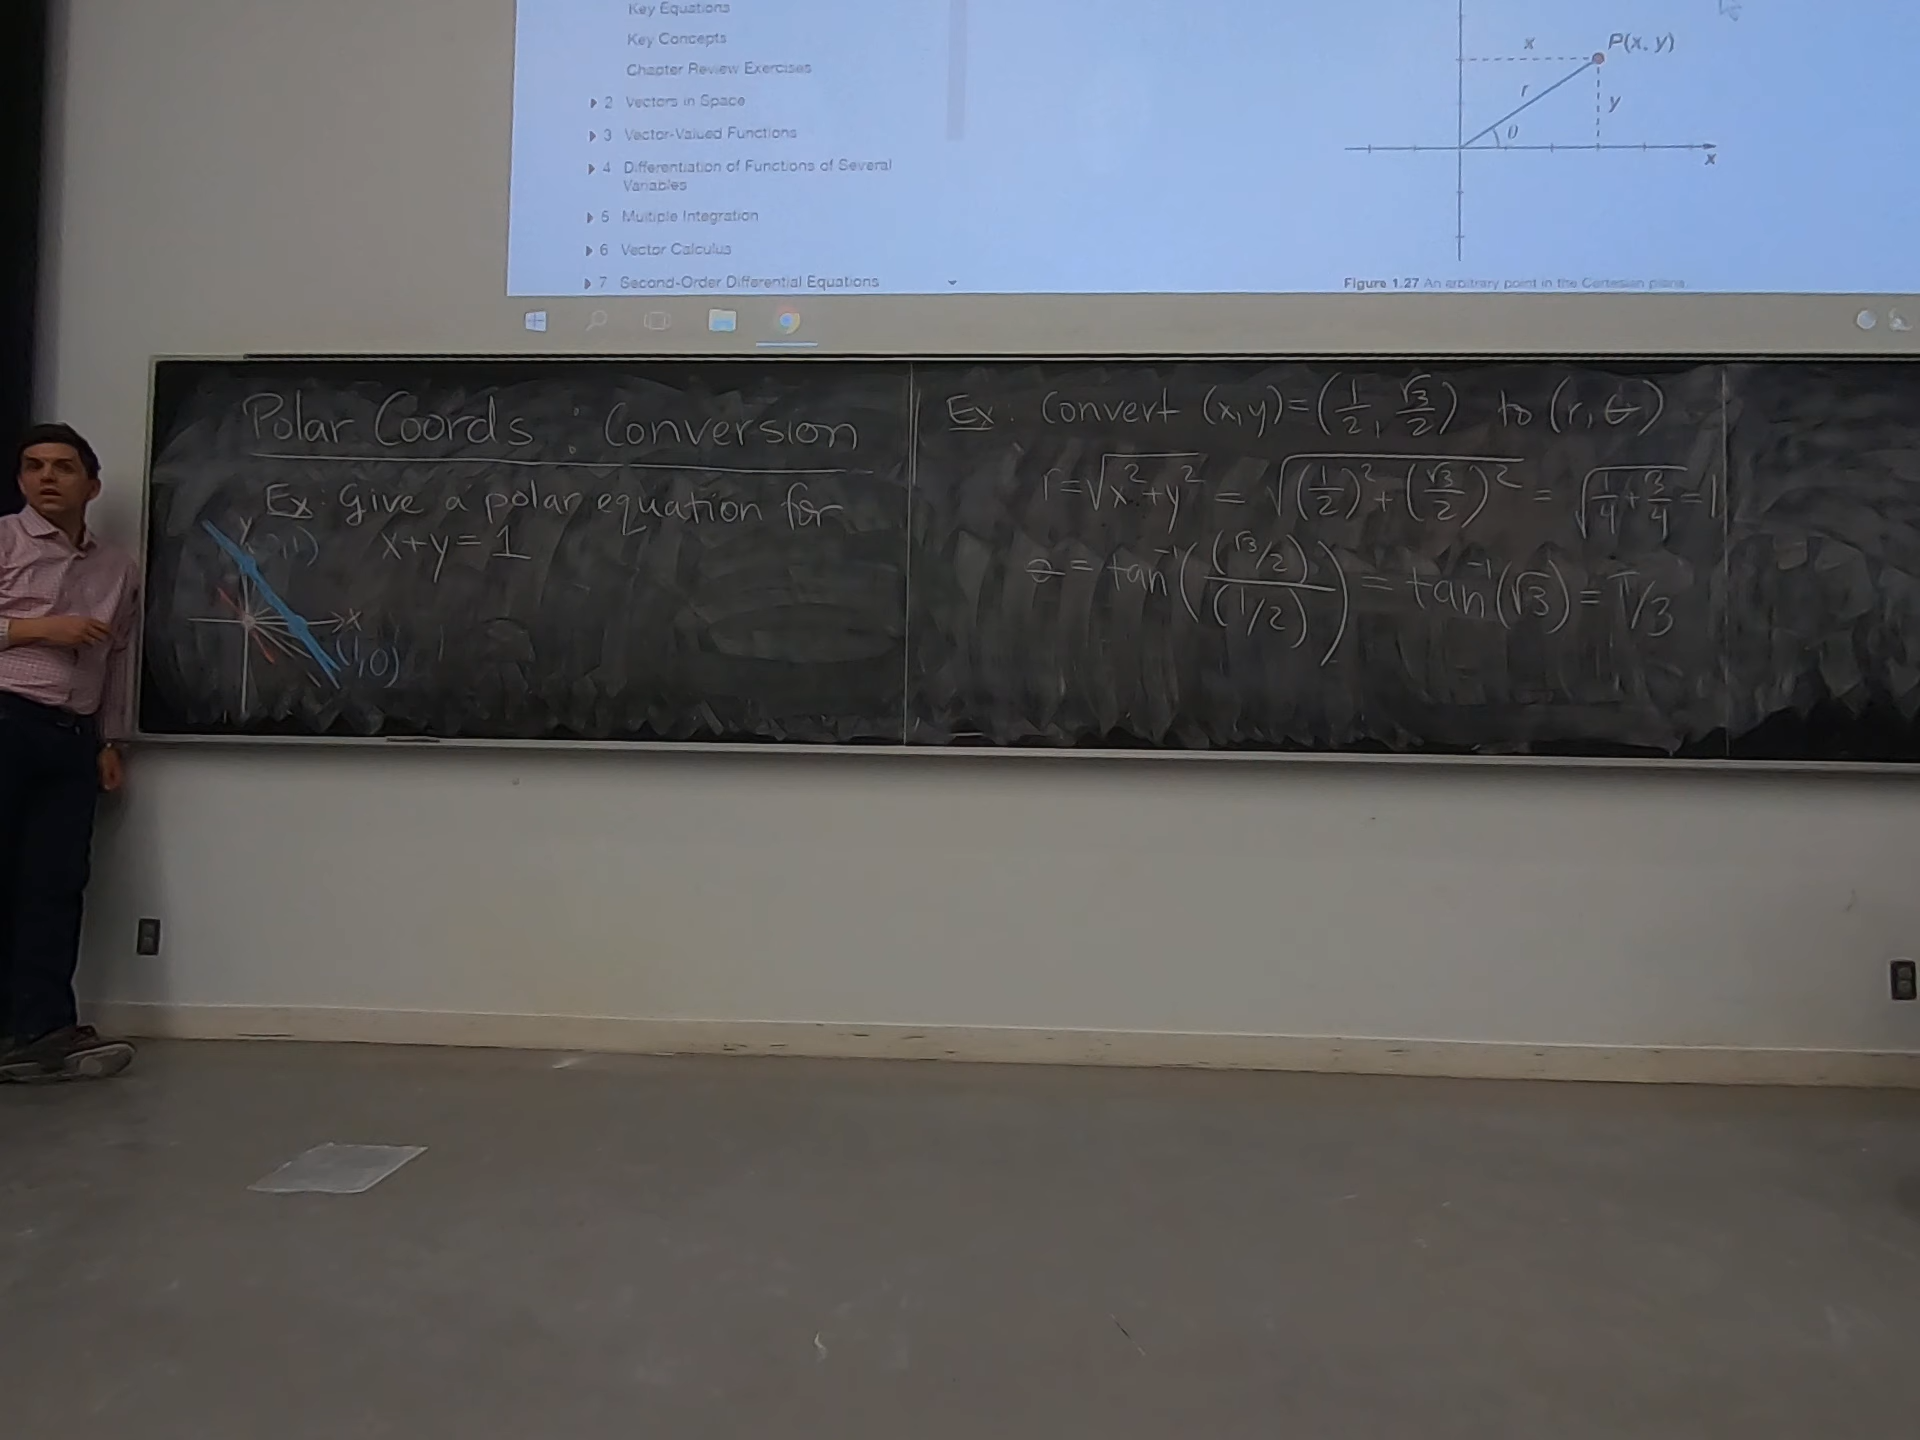 Key Equations
Key Concepts
Chapter Review Exercises
2 Vectors in Space
3 Vector-Valued Functions
4 Differentiation of Functions of Several
Variables
5 Multiple Integration
6 Vector Calculus
7 Second-Order Differential Equations
x
P(x, y)
r
y
θ
x
Figure 1.27 An arbitrary point in the Cartesian plane.
Polar Coords: Conversion
Ex: Give a polar equation for
x+y=1
y
x
(1,0)
Ex: Convert (x,y)=(1/2, √3/2) to (r, θ)
r=√(x²+y²) = √((1/2)²+(√3/2)²) = √(1/4+3/4)=1
θ = tan⁻¹((√3/2)/(1/2)) = tan⁻¹(√3) = π/3